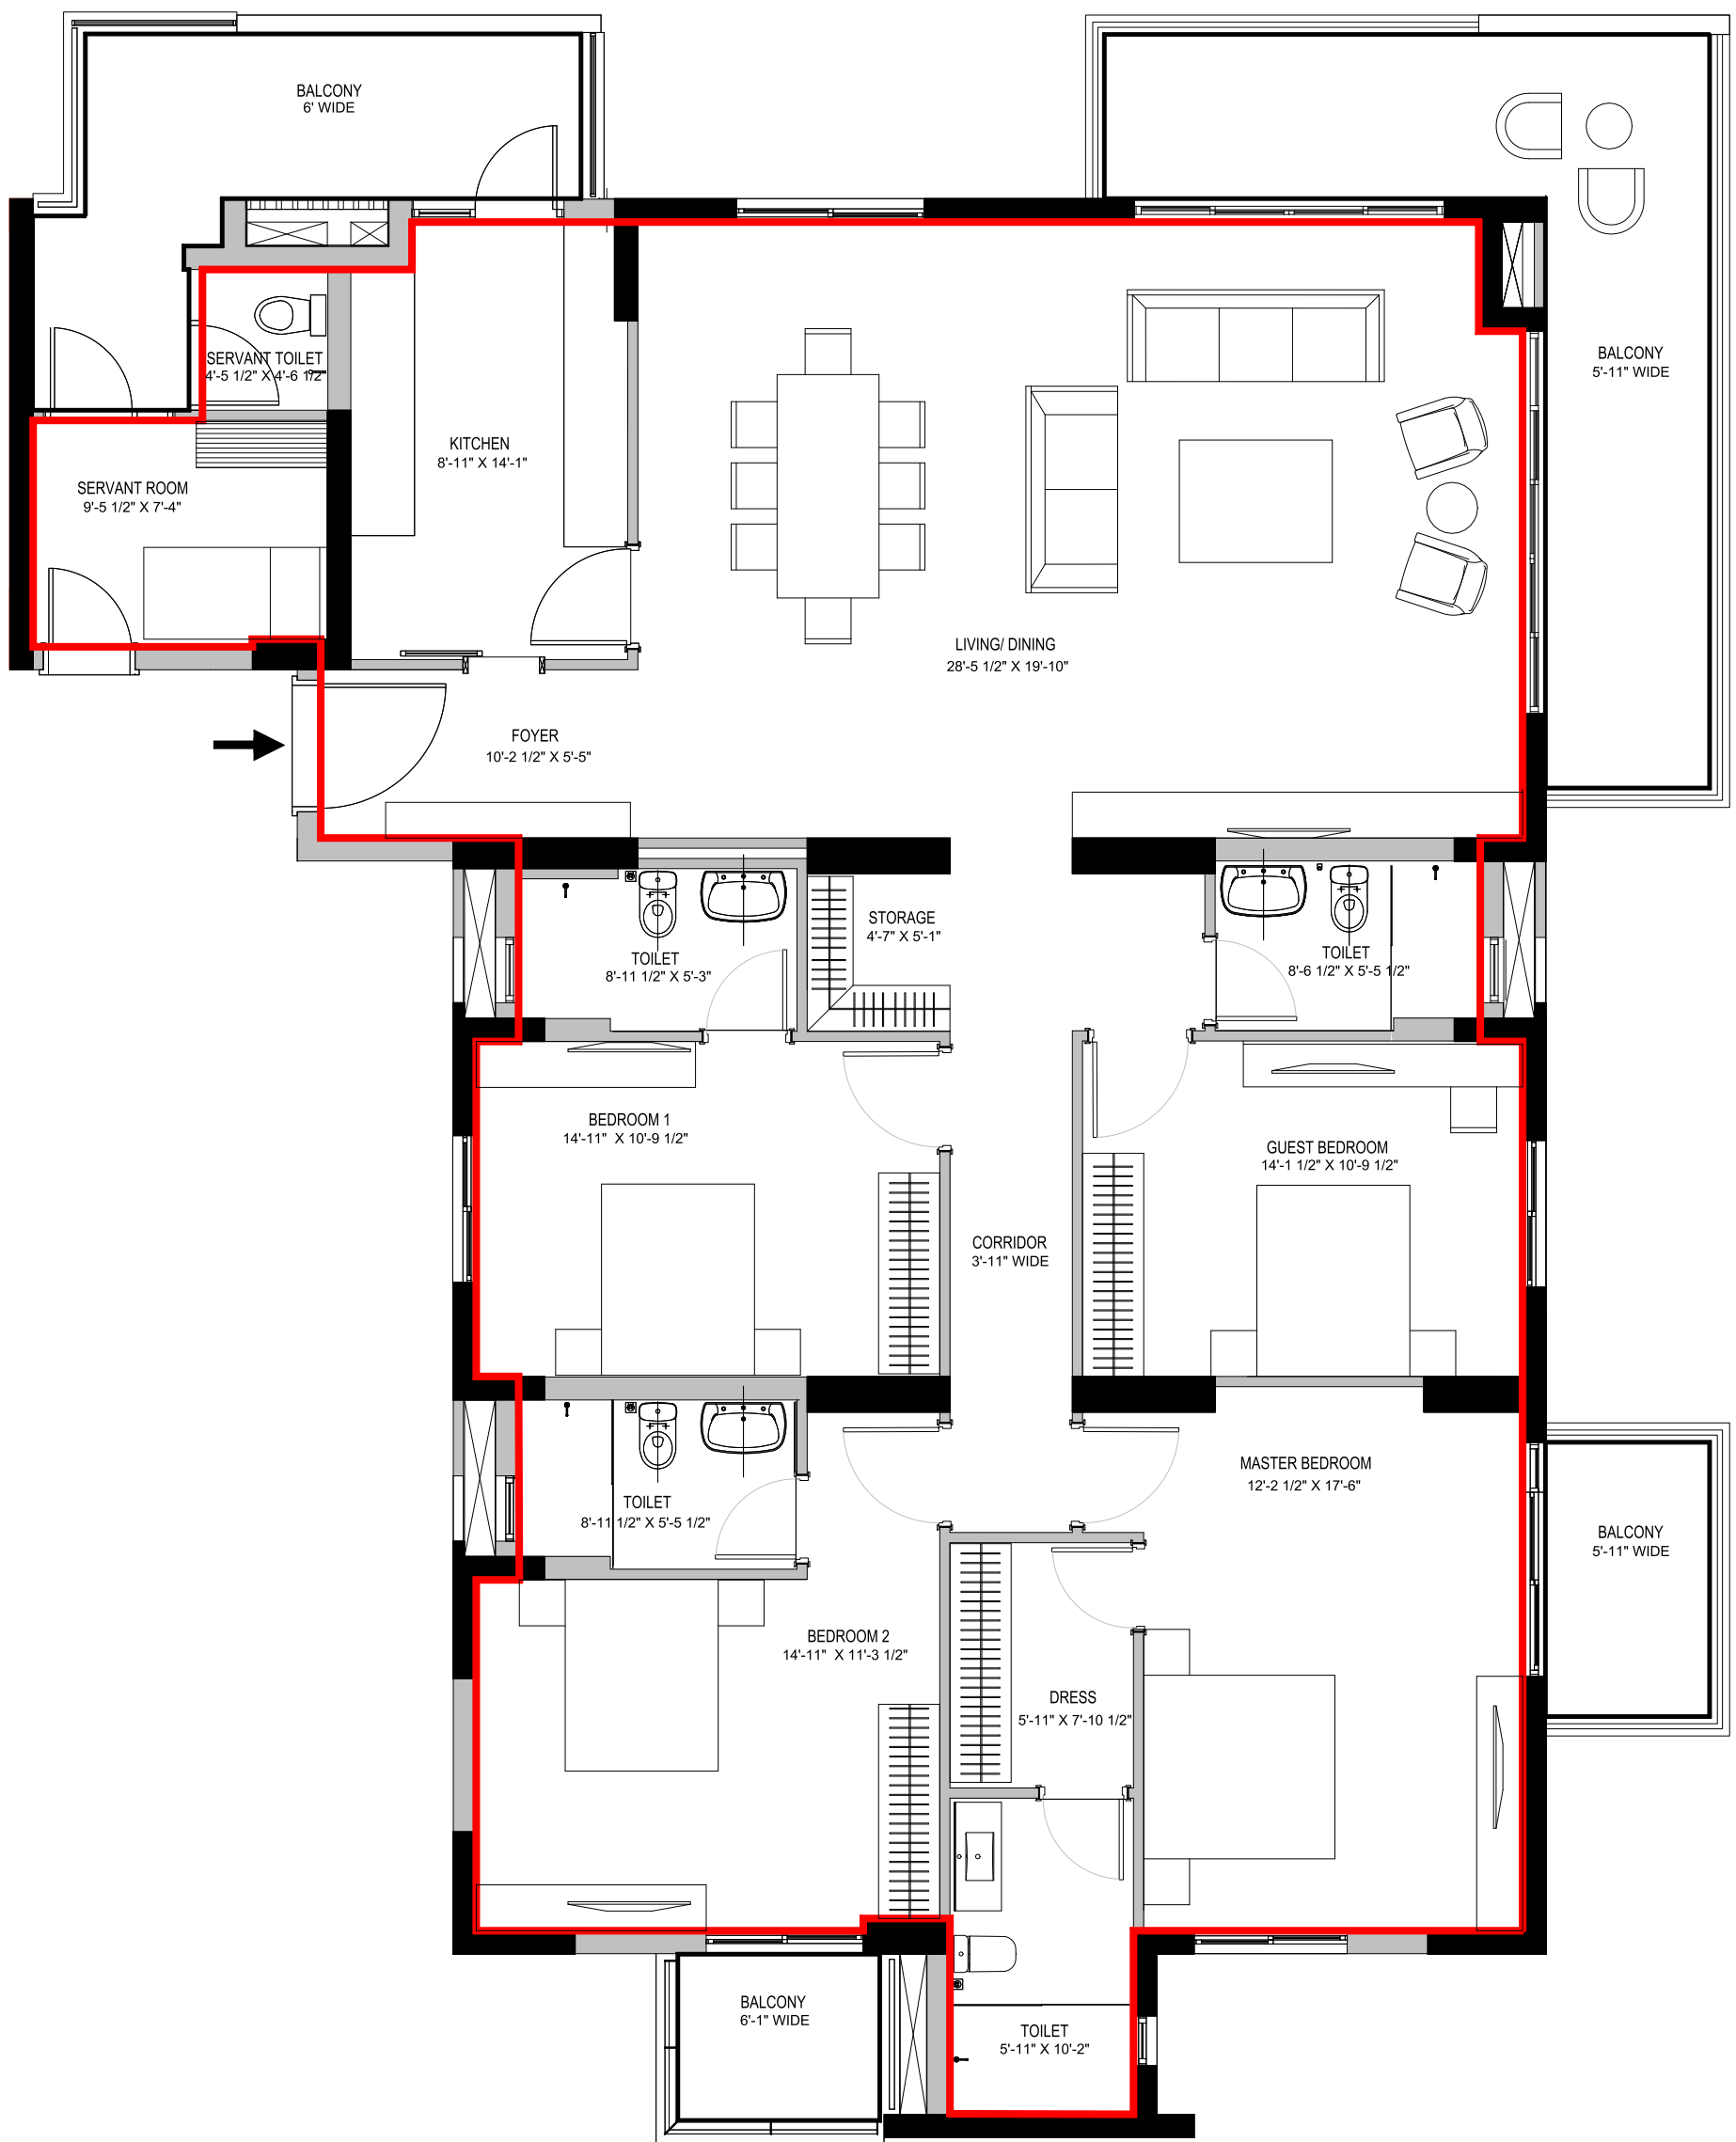 BALCONY
6' WIDE
BALCONY
5'-11" WIDE
SERVANT TOILET
4'-5 1/2" X 4'-6 1/2"
KITCHEN
8'-11" X 14'-1"
SERVANT ROOM
9'-5 1/2" X 7'-4"
LIVING/ DINING
28'-5 1/2" X 19'-10"
FOYER
10'-2 1/2" X 5'-5"
STORAGE
4'-7" X 5'-1"
TOILET
8'-11 1/2" X 5'-3"
TOILET
8'-6 1/2" X 5'-5 1/2"
BEDROOM 1
14'-11" X 10'-9 1/2"
GUEST BEDROOM
14'-1 1/2" X 10'-9 1/2"
CORRIDOR
3'-11" WIDE
MASTER BEDROOM
12'-2 1/2" X 17'-6"
TOILET
8'-11 1/2" X 5'-5 1/2"
BALCONY
5'-11" WIDE
BEDROOM 2
14'-11" X 11'-3 1/2"
DRESS
5'-11" X 7'-10 1/2"
BALCONY
6'-1" WIDE
TOILET
5'-11" X 10'-2"